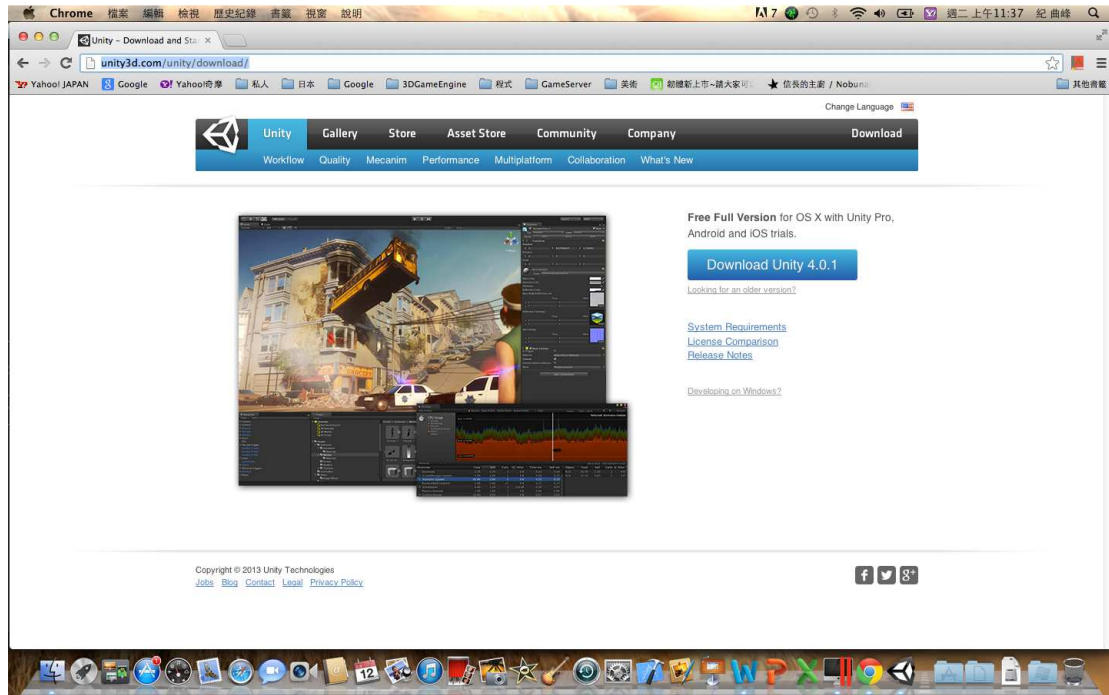 Chrome 檔案 編輯 檢視 歷史紀錄 書籤 視窗 說明 7 週二 上午11:37 紀 曲峰
Unity - Download and Sta
unity3d.com/unity/download/
Yahoo! JAPAN Google Yahoo!奇摩 私人 日本 Google 3DGameEngine 程式 GameServer 美術 韌體新上市~請大家可 信長的主廚 / Nobuna 其他書籤
Change Language
Unity Gallery Store Asset Store Community Company Download
Workflow Quality Mecanim Performance Multiplatform Collaboration What's New
Free Full Version for OS X with Unity Pro,
Android and iOS trials.
Download Unity 4.0.1
Looking for an older version?
System Requirements
License Comparison
Release Notes
Developing on Windows?
Copyright © 2013 Unity Technologies
Jobs Blog Contact Legal Privacy Policy
12